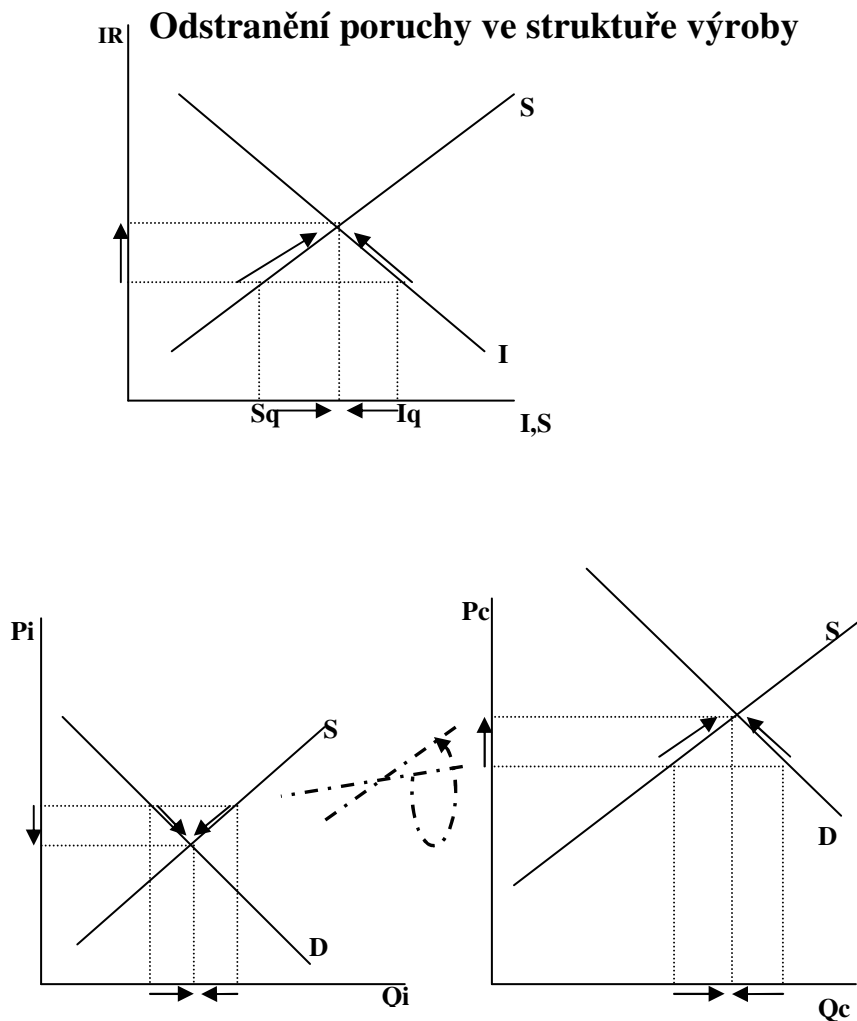 IR Odstranění poruchy ve struktuře výroby
S
I
Sq Iq
I,S
Pi
S
D
Qi
Pc
S
D
Qc